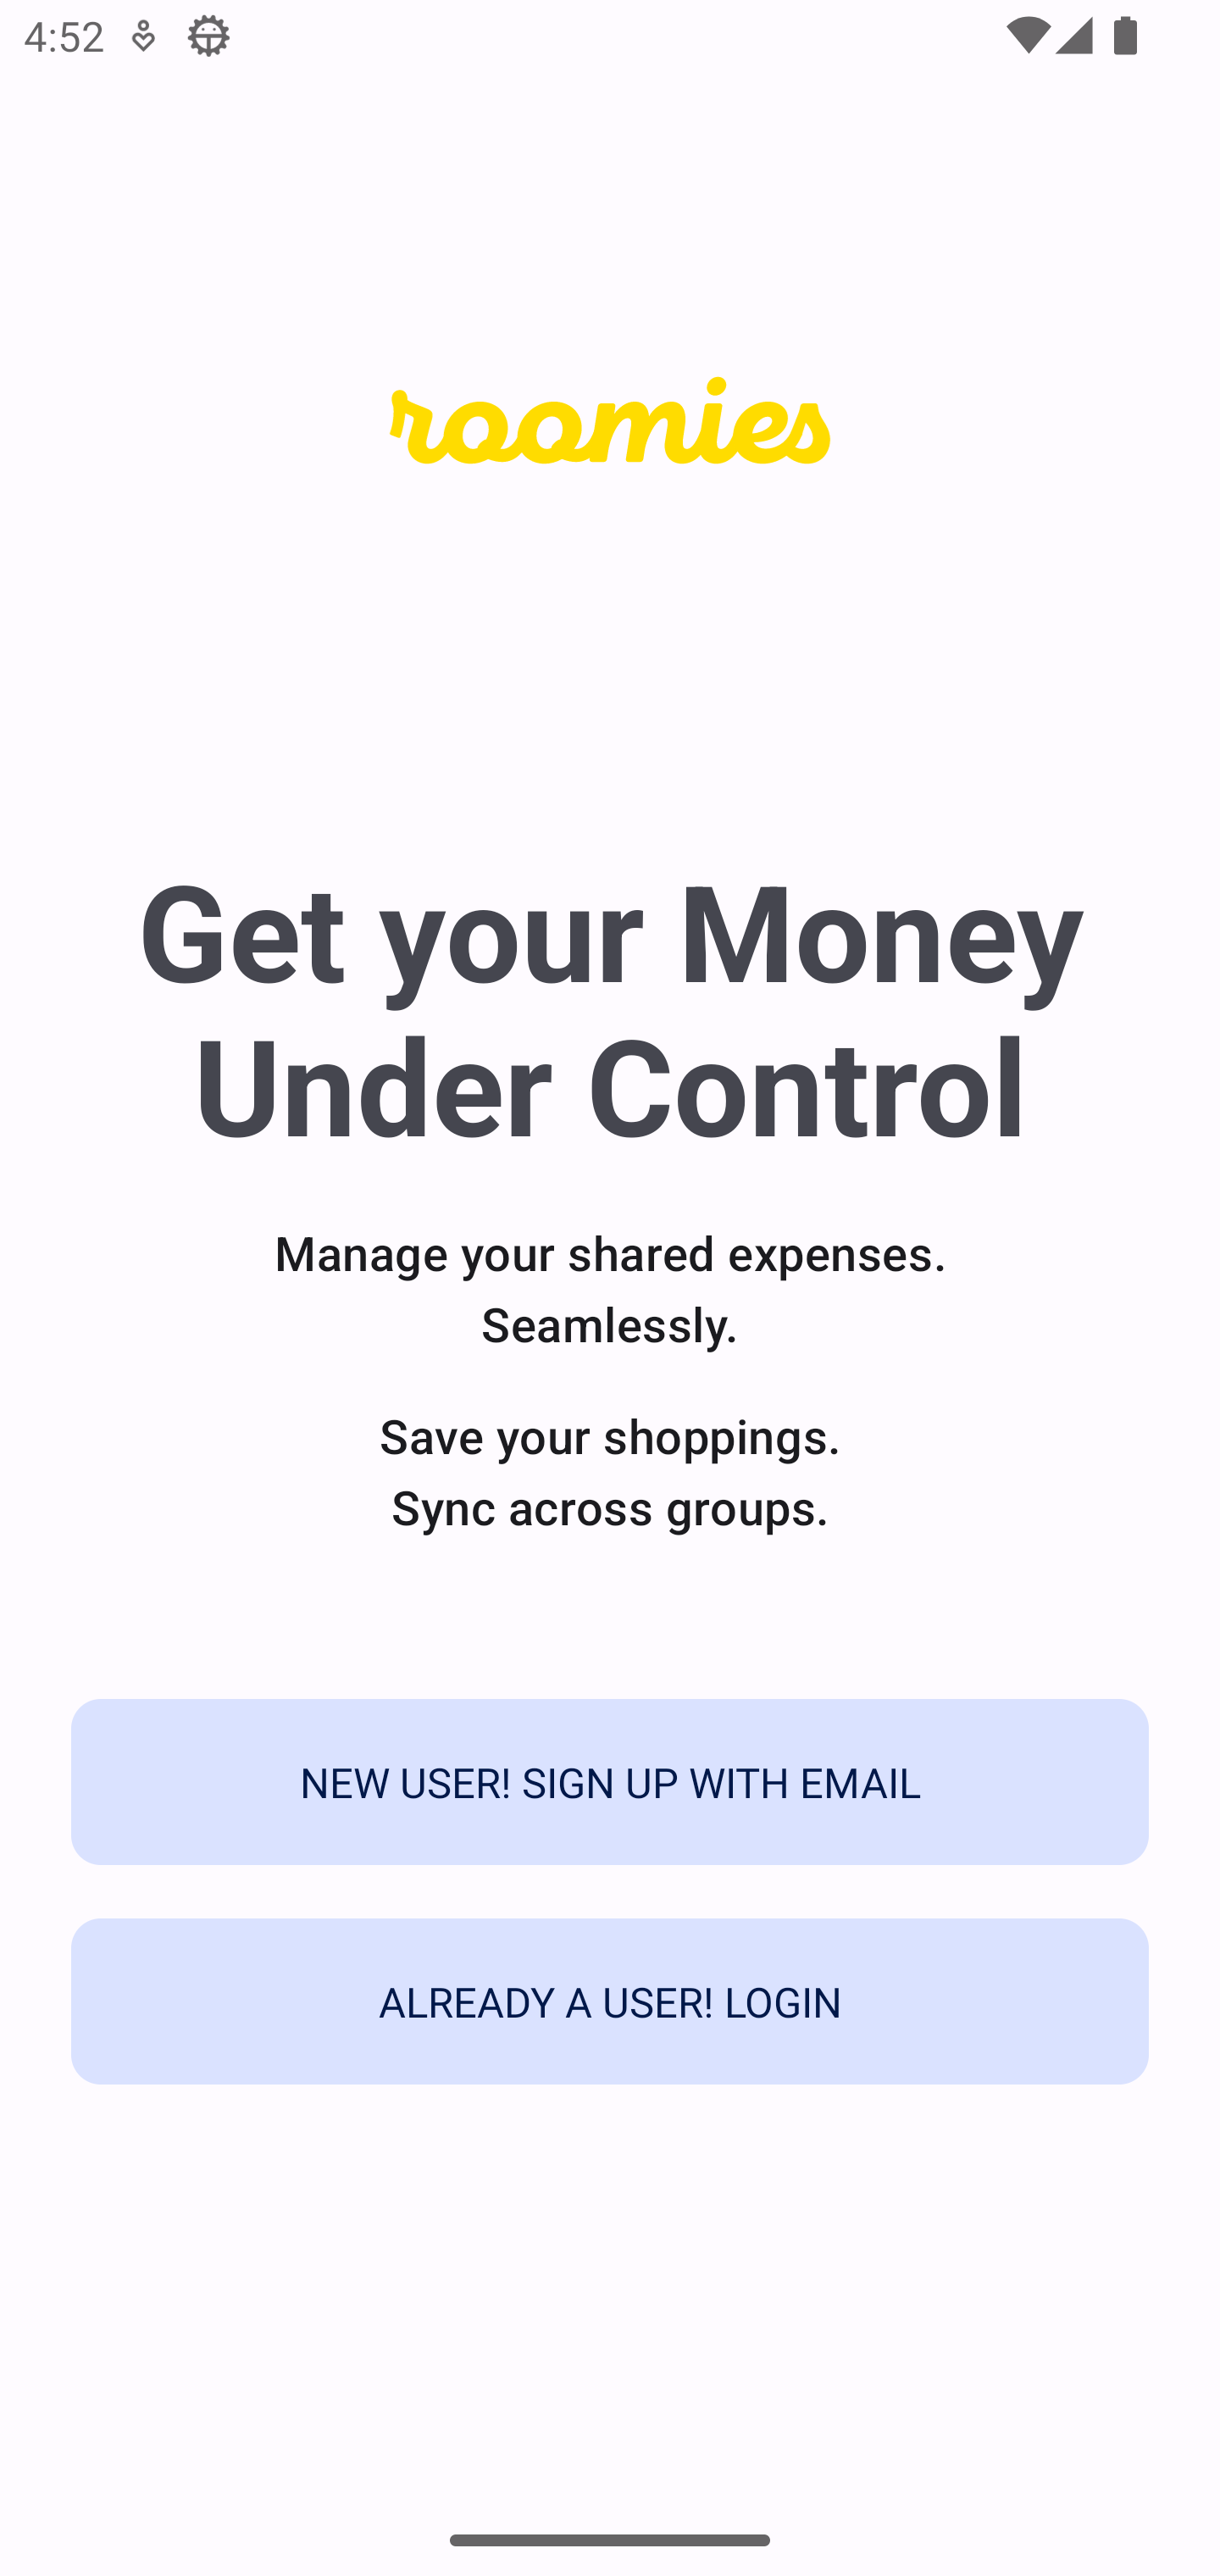 4:52
roomies
Get your Money
Under Control
Manage your shared expenses.
Seamlessly.
Save your shoppings.
Sync across groups.
NEW USER! SIGN UP WITH EMAIL
ALREADY A USER! LOGIN